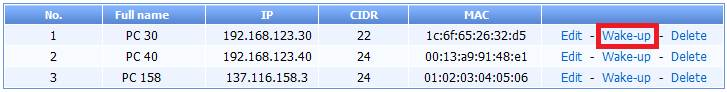 No. Full name IP CIDR MAC
1 PC 30 192.168.123.30 22 1c:6f:65:26:32:d5 Edit - Wake-up - Delete
2 PC 40 192.168.123.40 24 00:13:a9:91:48:e1 Edit - Wake-up - Delete
3 PC 158 137.116.158.3 24 01:02:03:04:05:06 Edit - Wake-up - Delete